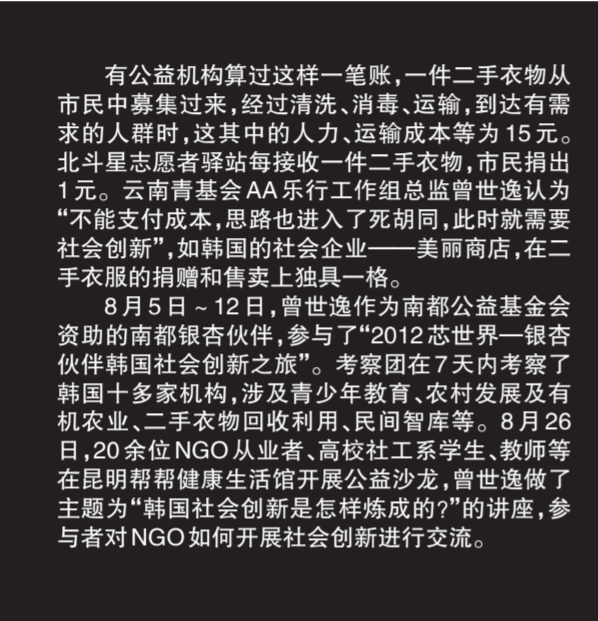 有公益机构算过这样一笔账,一件二手衣物从
市民中募集过来,经过清洗、消毒、运输,到达有需
求的人群时,这其中的人力、运输成本等为15元。
北斗星志愿者驿站每接收一件二手衣物,市民捐出
1元。云南青基会AA乐行工作组总监曾世逸认为
“不能支付成本,思路也进入了死胡同,此时就需要
社会创新”,如韩国的社会企业——美丽商店,在二
手衣服的捐赠和售卖上独具一格。
8月5日~12日,曾世逸作为南都公益基金会
资助的南都银杏伙伴,参与了“2012芯世界—银杏
伙伴韩国社会创新之旅”。考察团在7天内考察了
韩国十多家机构,涉及青少年教育、农村发展及有
机农业、二手衣物回收利用、民间智库等。8月26
日,20余位NGO从业者、高校社工系学生、教师等
在昆明帮帮健康生活馆开展公益沙龙,曾世逸做了
主题为“韩国社会创新是怎样炼成的?”的讲座,参
与者对NGO如何开展社会创新进行交流。